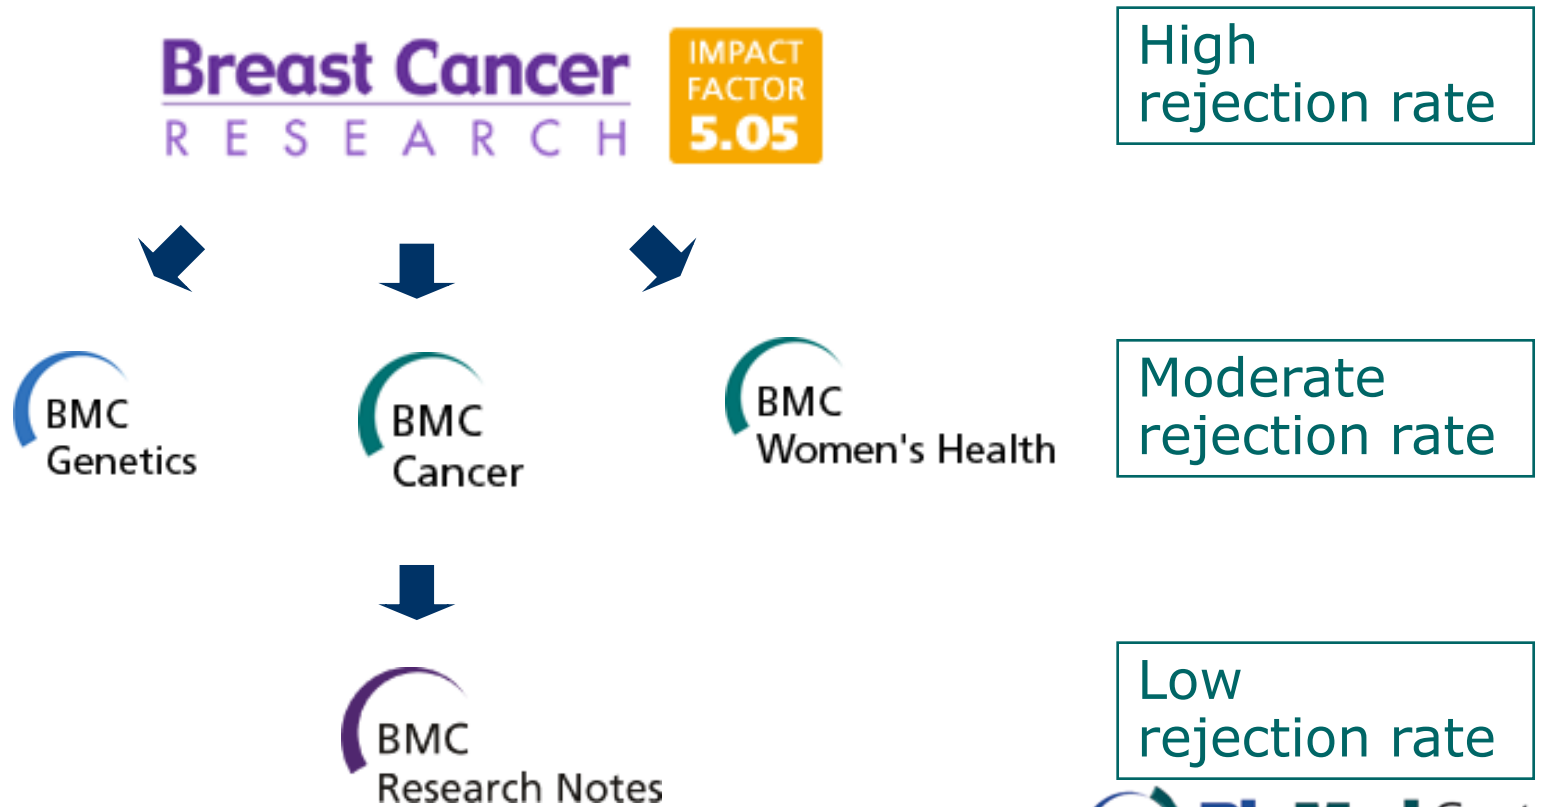 Breast Cancer
RESEARCH
IMPACT
FACTOR
5.05
High
rejection rate
BMC
Genetics
BMC
Cancer
BMC
Women's Health
Moderate
rejection rate
BMC
Research Notes
Low
rejection rate